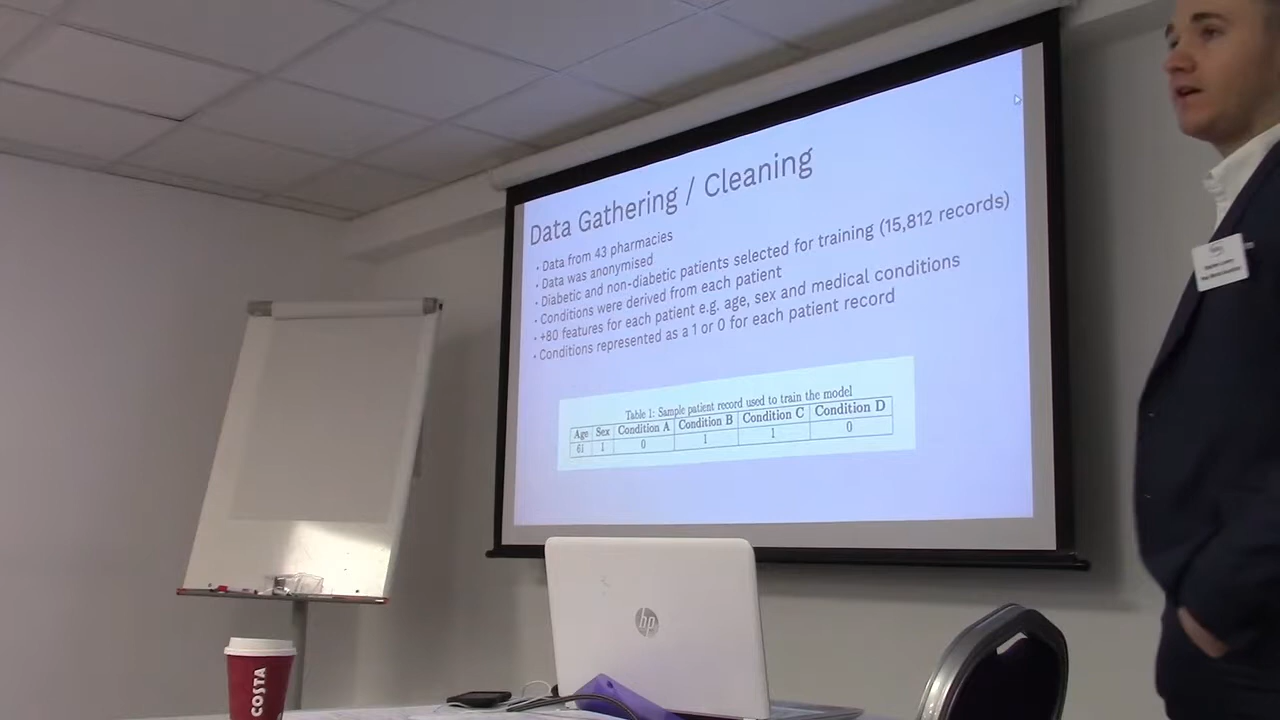 Data Gathering / Cleaning
• Data from 43 pharmacies
• Data was anonymised
• Diabetic and non-diabetic patients selected for training (15,812 records)
• Conditions were derived from each patient
• +80 features for each patient e.g. age, sex and medical conditions
• Conditions represented as a 1 or 0 for each patient record
Table 1: Sample patient record used to train the model
Age Sex Condition A Condition B Condition C Condition D
61 1 0 1 1 0
hp
COSTA